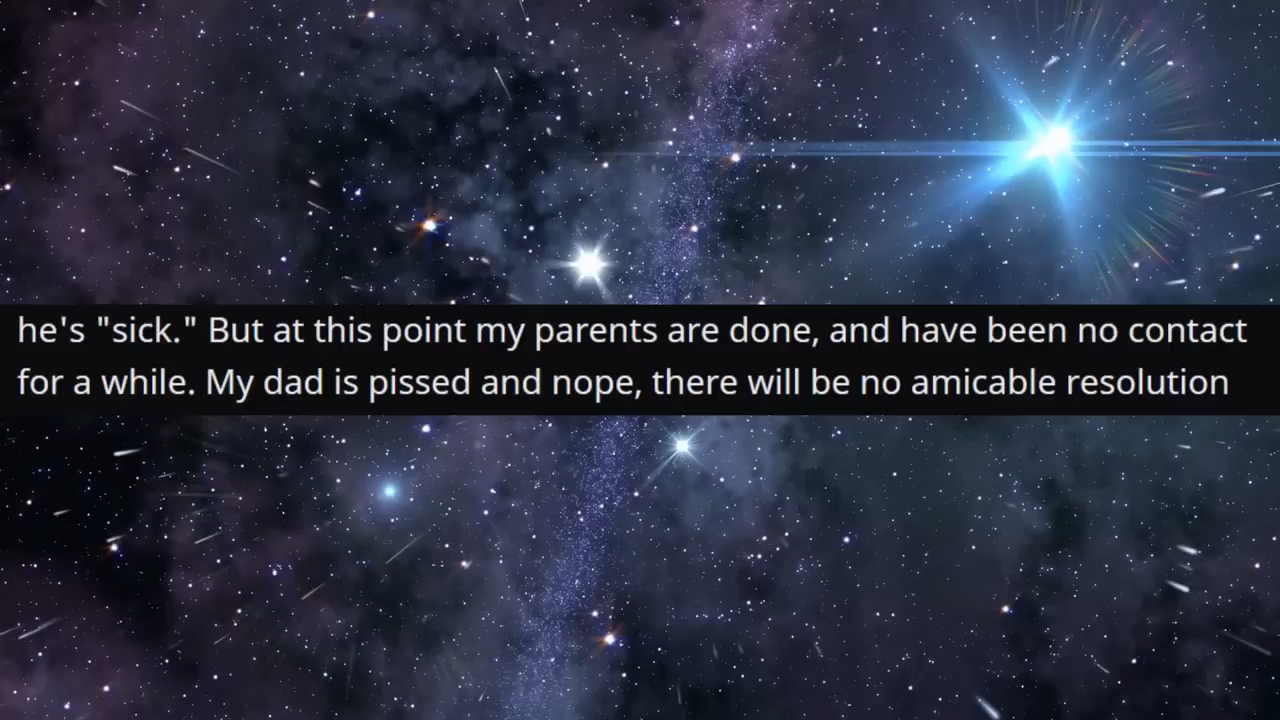 he's "sick." But at this point my parents are done, and have been no contact
for a while. My dad is pissed and nope, there will be no amicable resolution